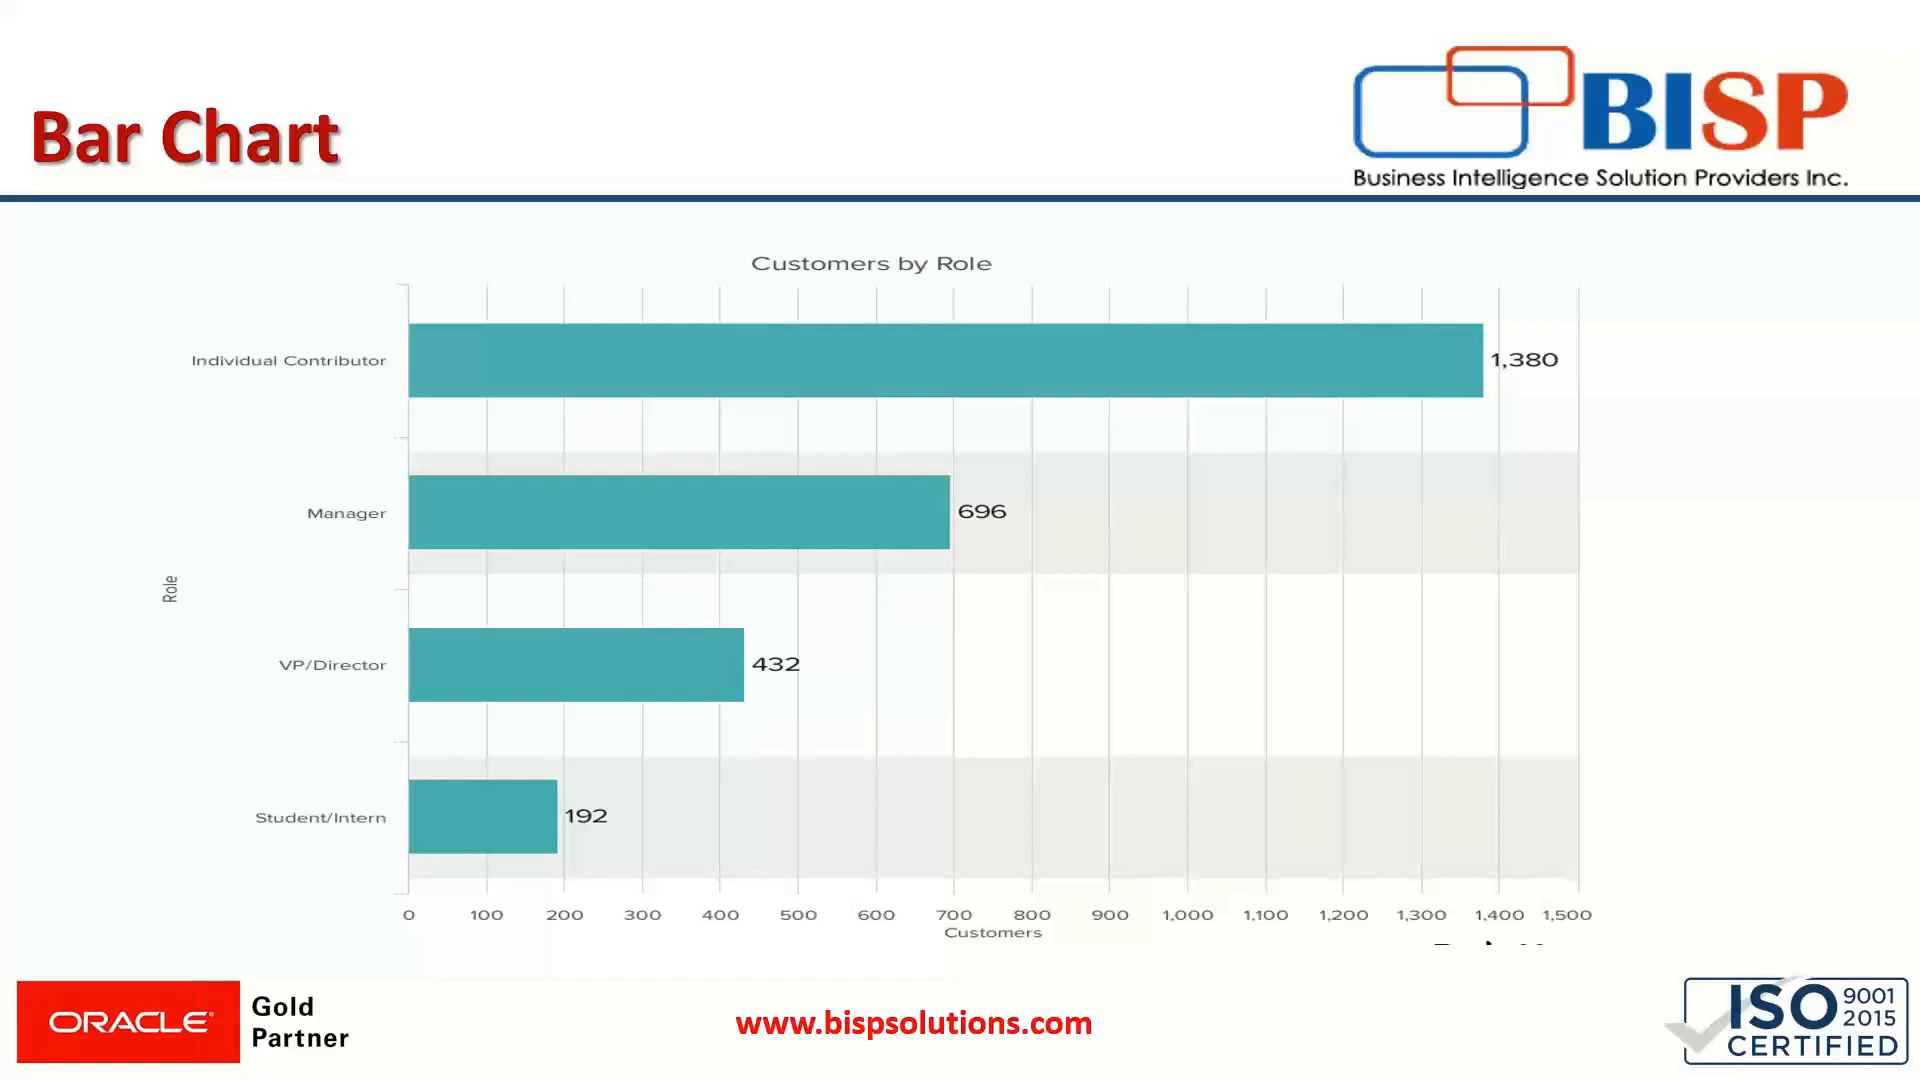 Bar Chart
BISP
Business Intelligence Solution Providers Inc.
Customers by Role
Individual Contributor
1,380
Manager
696
Role
VP/Director
432
Student/Intern
192
0 100 200 300 400 500 600 700 800 900 1,000 1,100 1,200 1,300 1,400 1,500
Customers
ORACLE
Gold
Partner
www.bispsolutions.com
ISO 9001
2015
CERTIFIED